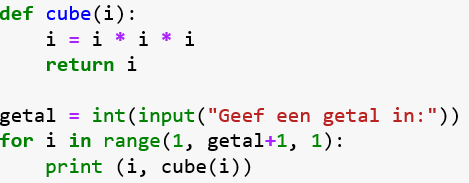 def cube(i):
    i = i * i * i
    return i

getal = int(input("Geef een getal in:"))
for i in range(1, getal+1, 1):
    print (i, cube(i))